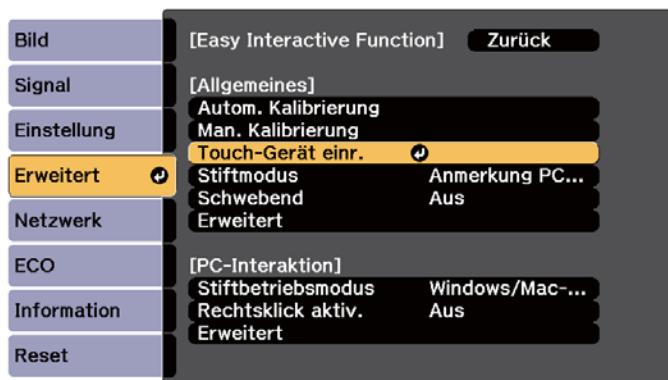 Bild
Signal
Einstellung
Erweitert
Netzwerk
ECO
Information
Reset
[Easy Interactive Function] Zurück
[Allgemeines]
Autom. Kalibrierung
Man. Kalibrierung
Touch-Gerät einr.
Stiftmodus Anmerkung PC...
Schwebend Aus
Erweitert
[PC-Interaktion]
Stiftbetriebsmodus Windows/Mac-...
Rechtsklick aktiv. Aus
Erweitert